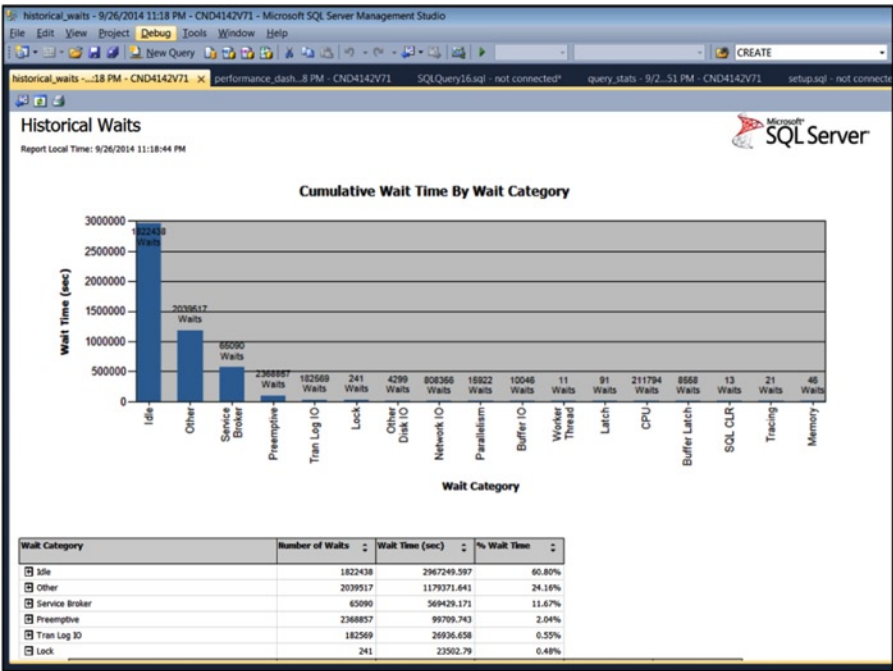 historical_waits - 9/26/2014 11:18 PM - CND4142V71 - Microsoft SQL Server Management Studio
File Edit View Project Debug Tools Window Help
New Query CREATE
historical_waits -...:18 PM - CND4142V71 × performance_dash...8 PM - CND4142V71 SQLQuery16.sql - not connected* query_stats - 9/2...51 PM - CND4142V71 setup.sql - not connecte
Historical Waits
Microsoft®
SQL Server
Report Local Time: 9/26/2014 11:18:44 PM
Cumulative Wait Time By Wait Category
Wait Time (sec)
3000000
2500000
2000000
1500000
1000000
500000
0
1822438 Waits
2039517 Waits
65090 Waits
2368857 Waits
182569 Waits
241 Waits
4299 Waits
808366 Waits
15922 Waits
10046 Waits
11 Waits
91 Waits
211794 Waits
8568 Waits
13 Waits
21 Waits
46 Waits
Idle
Other
Service Broker
Preemptive
Tran Log IO
Lock
Other Disk IO
Network IO
Parallelism
Buffer IO
Worker Thread
Latch
CPU
Buffer Latch
SQL CLR
Tracing
Memory
Wait Category
Wait Category Number of Waits Wait Time (sec) % Wait Time
Idle 1822438 2967249.597 60.80%
Other 2039517 1179371.641 24.16%
Service Broker 65090 569429.171 11.67%
Preemptive 2368857 99709.743 2.04%
Tran Log IO 182569 26936.658 0.55%
Lock 241 23502.79 0.48%